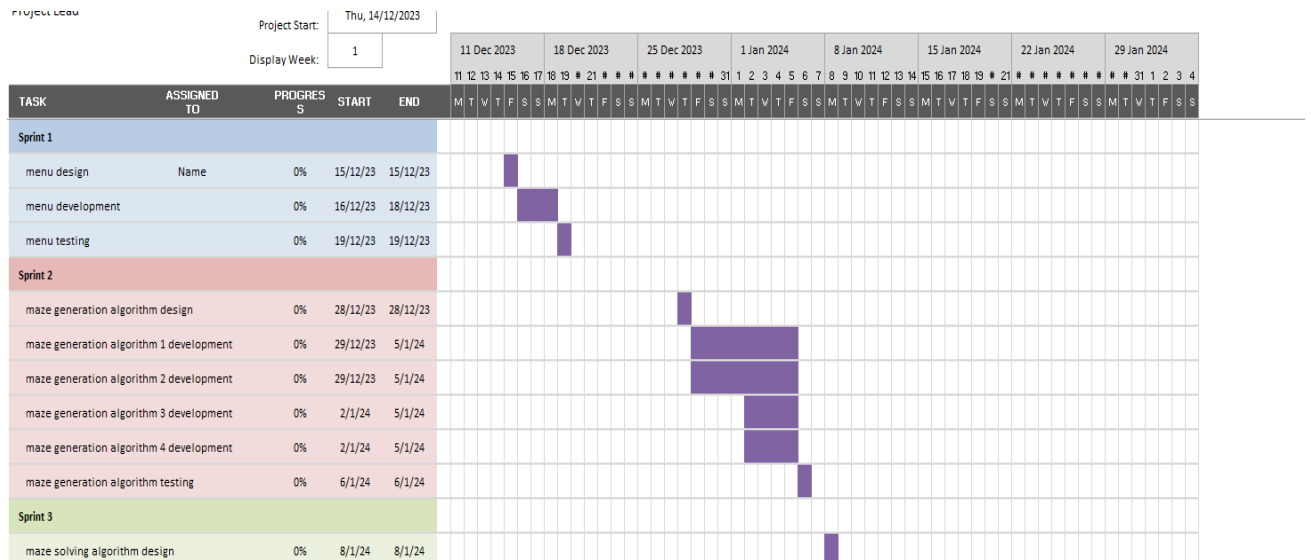 Project Lead
Project Start: Thu, 14/12/2023
Display Week: 1
11 Dec 2023 18 Dec 2023 25 Dec 2023 1 Jan 2024 8 Jan 2024 15 Jan 2024 22 Jan 2024 29 Jan 2024
11 12 13 14 15 16 17 18 19 # 21 # # # # # # # # # 31 1 2 3 4 5 6 7 8 9 10 11 12 13 14 15 16 17 18 19 # 21 # # # # # # # # # 31 1 2 3 4
TASK ASSIGNED TO PROGRESS START END M T W T F S S M T W T F S S M T W T F S S M T W T F S S M T W T F S S M T W T F S S M T W T F S S M T W T F S S
Sprint 1
menu design Name 0% 15/12/23 15/12/23
menu development 0% 16/12/23 18/12/23
menu testing 0% 19/12/23 19/12/23
Sprint 2
maze generation algorithm design 0% 28/12/23 28/12/23
maze generation algorithm 1 development 0% 29/12/23 5/1/24
maze generation algorithm 2 development 0% 29/12/23 5/1/24
maze generation algorithm 3 development 0% 2/1/24 5/1/24
maze generation algorithm 4 development 0% 2/1/24 5/1/24
maze generation algorithm testing 0% 6/1/24 6/1/24
Sprint 3
maze solving algorithm design 0% 8/1/24 8/1/24